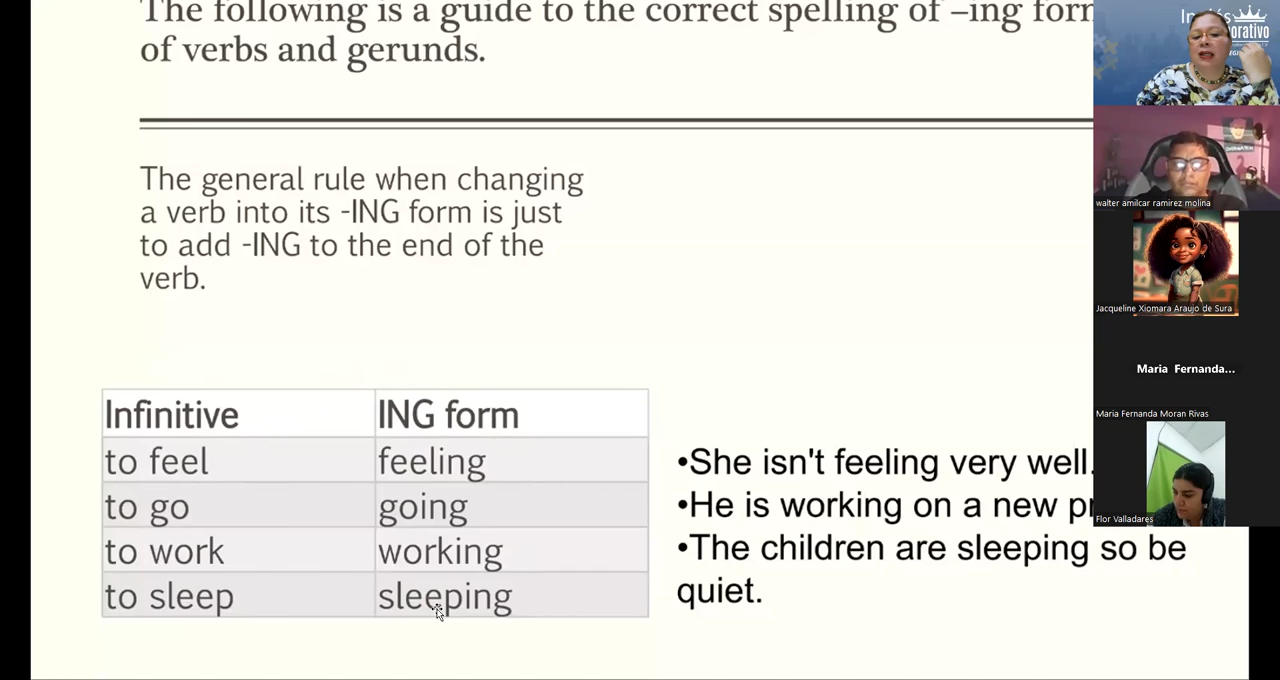 The following is a guide to the correct spelling of –ing
of verbs and gerunds.
The general rule when changing
a verb into its -ING form is just
to add -ING to the end of the
verb.
Infinitive ING form
to feel feeling
to go going
to work working
to sleep sleeping
•She isn't feeling very well.
•He is working on a new
•The children are sleeping so be
quiet.
walter amilcar ramirez molina
Jacqueline Xiomara Araujo de Sura
Maria Fernanda...
Maria Fernanda Moran Rivas
Flor Valladares